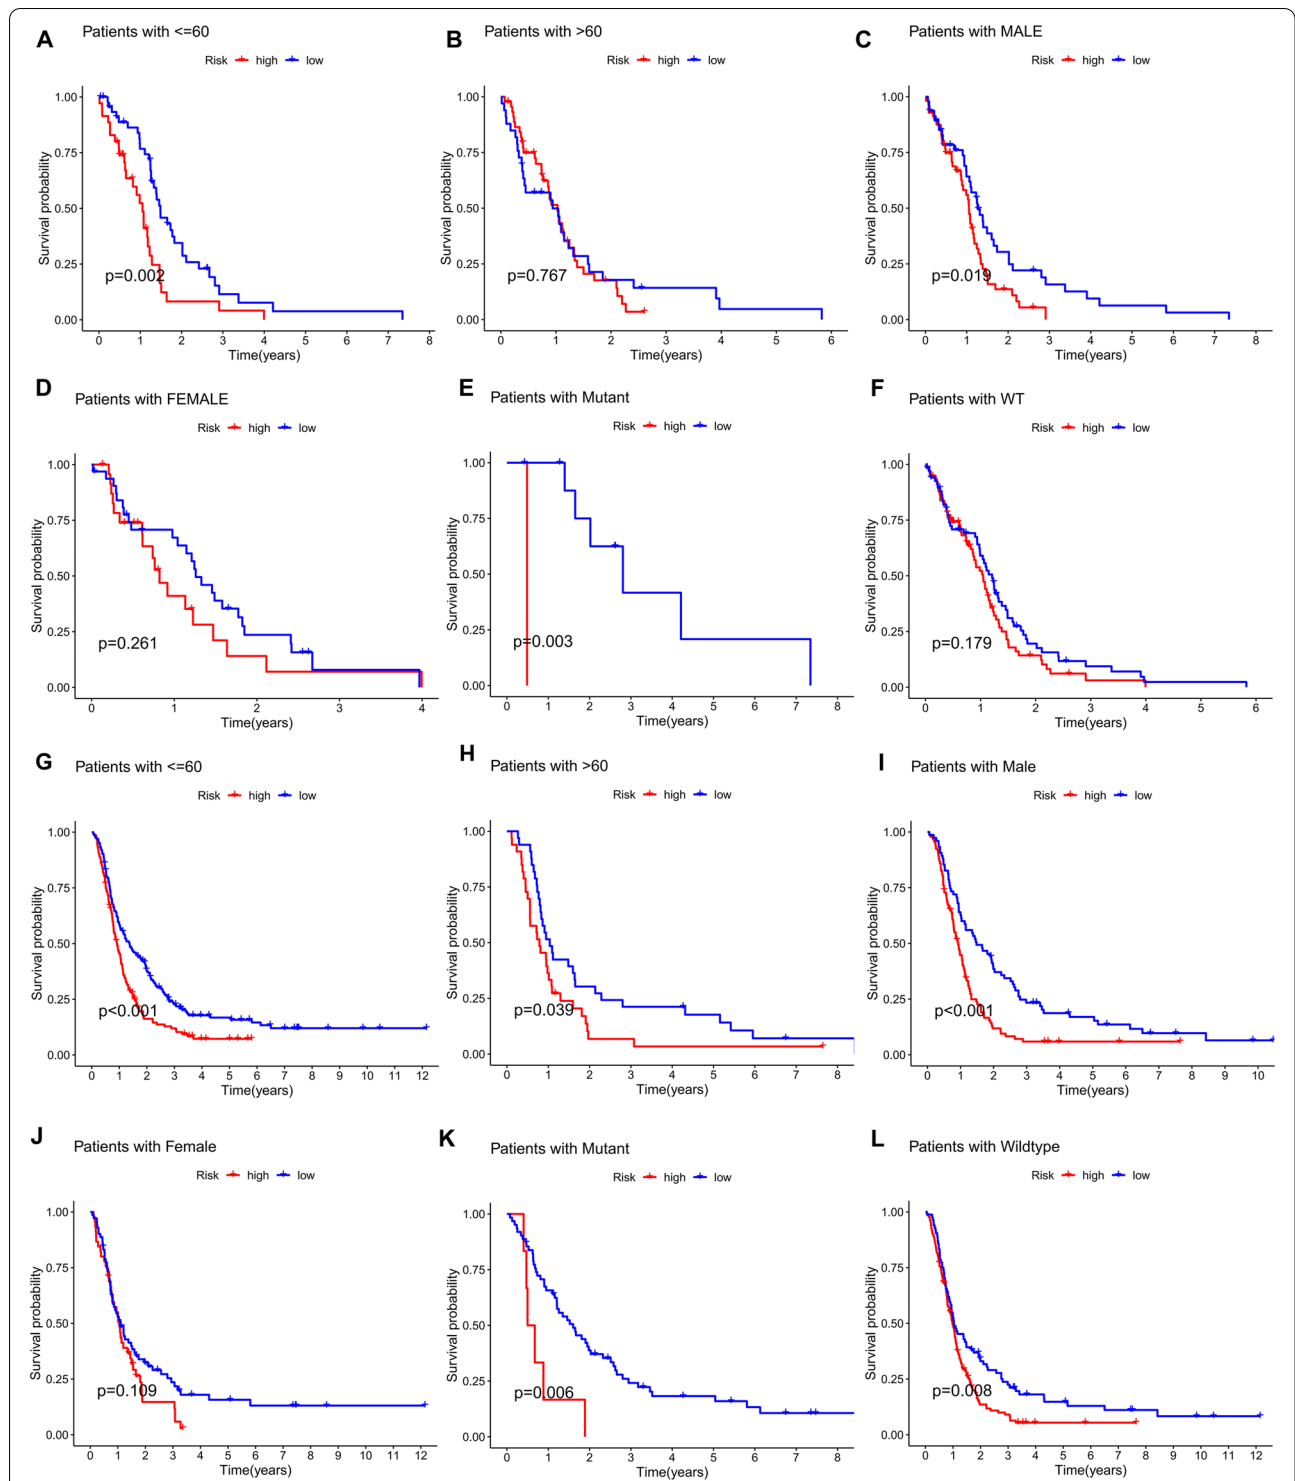 A Patients with <=60
Risk high low
1.00
0.75
0.50
0.25
0.00
Survival probability
p=0.002
0 1 2 3 4 5 6 7 8
Time(years)
B Patients with >60
Risk high low
1.00
0.75
0.50
0.25
0.00
Survival probability
p=0.767
0 1 2 3 4 5 6
Time(years)
C Patients with MALE
Risk high low
1.00
0.75
0.50
0.25
0.00
Survival probability
p=0.019
0 1 2 3 4 5 6 7 8
Time(years)
D Patients with FEMALE
Risk high low
1.00
0.75
0.50
0.25
0.00
Survival probability
p=0.261
0 1 2 3 4
Time(years)
E Patients with Mutant
Risk high low
1.00
0.75
0.50
0.25
0.00
Survival probability
p=0.003
0 1 2 3 4 5 6 7 8
Time(years)
F Patients with WT
Risk high low
1.00
0.75
0.50
0.25
0.00
Survival probability
p=0.179
0 1 2 3 4 5 6
Time(years)
G Patients with <=60
Risk high low
1.00
0.75
0.50
0.25
0.00
Survival probability
p<0.001
0 1 2 3 4 5 6 7 8 9 10 11 12
Time(years)
H Patients with >60
Risk high low
1.00
0.75
0.50
0.25
0.00
Survival probability
p=0.039
0 1 2 3 4 5 6 7 8
Time(years)
I Patients with Male
Risk high low
1.00
0.75
0.50
0.25
0.00
Survival probability
p<0.001
0 1 2 3 4 5 6 7 8 9 10
Time(years)
J Patients with Female
Risk high low
1.00
0.75
0.50
0.25
0.00
Survival probability
p=0.109
0 1 2 3 4 5 6 7 8 9 10 11 12
Time(years)
K Patients with Mutant
Risk high low
1.00
0.75
0.50
0.25
0.00
Survival probability
p=0.006
0 1 2 3 4 5 6 7 8
Time(years)
L Patients with Wildtype
Risk high low
1.00
0.75
0.50
0.25
0.00
Survival probability
p=0.008
0 1 2 3 4 5 6 7 8 9 10 11 12
Time(years)